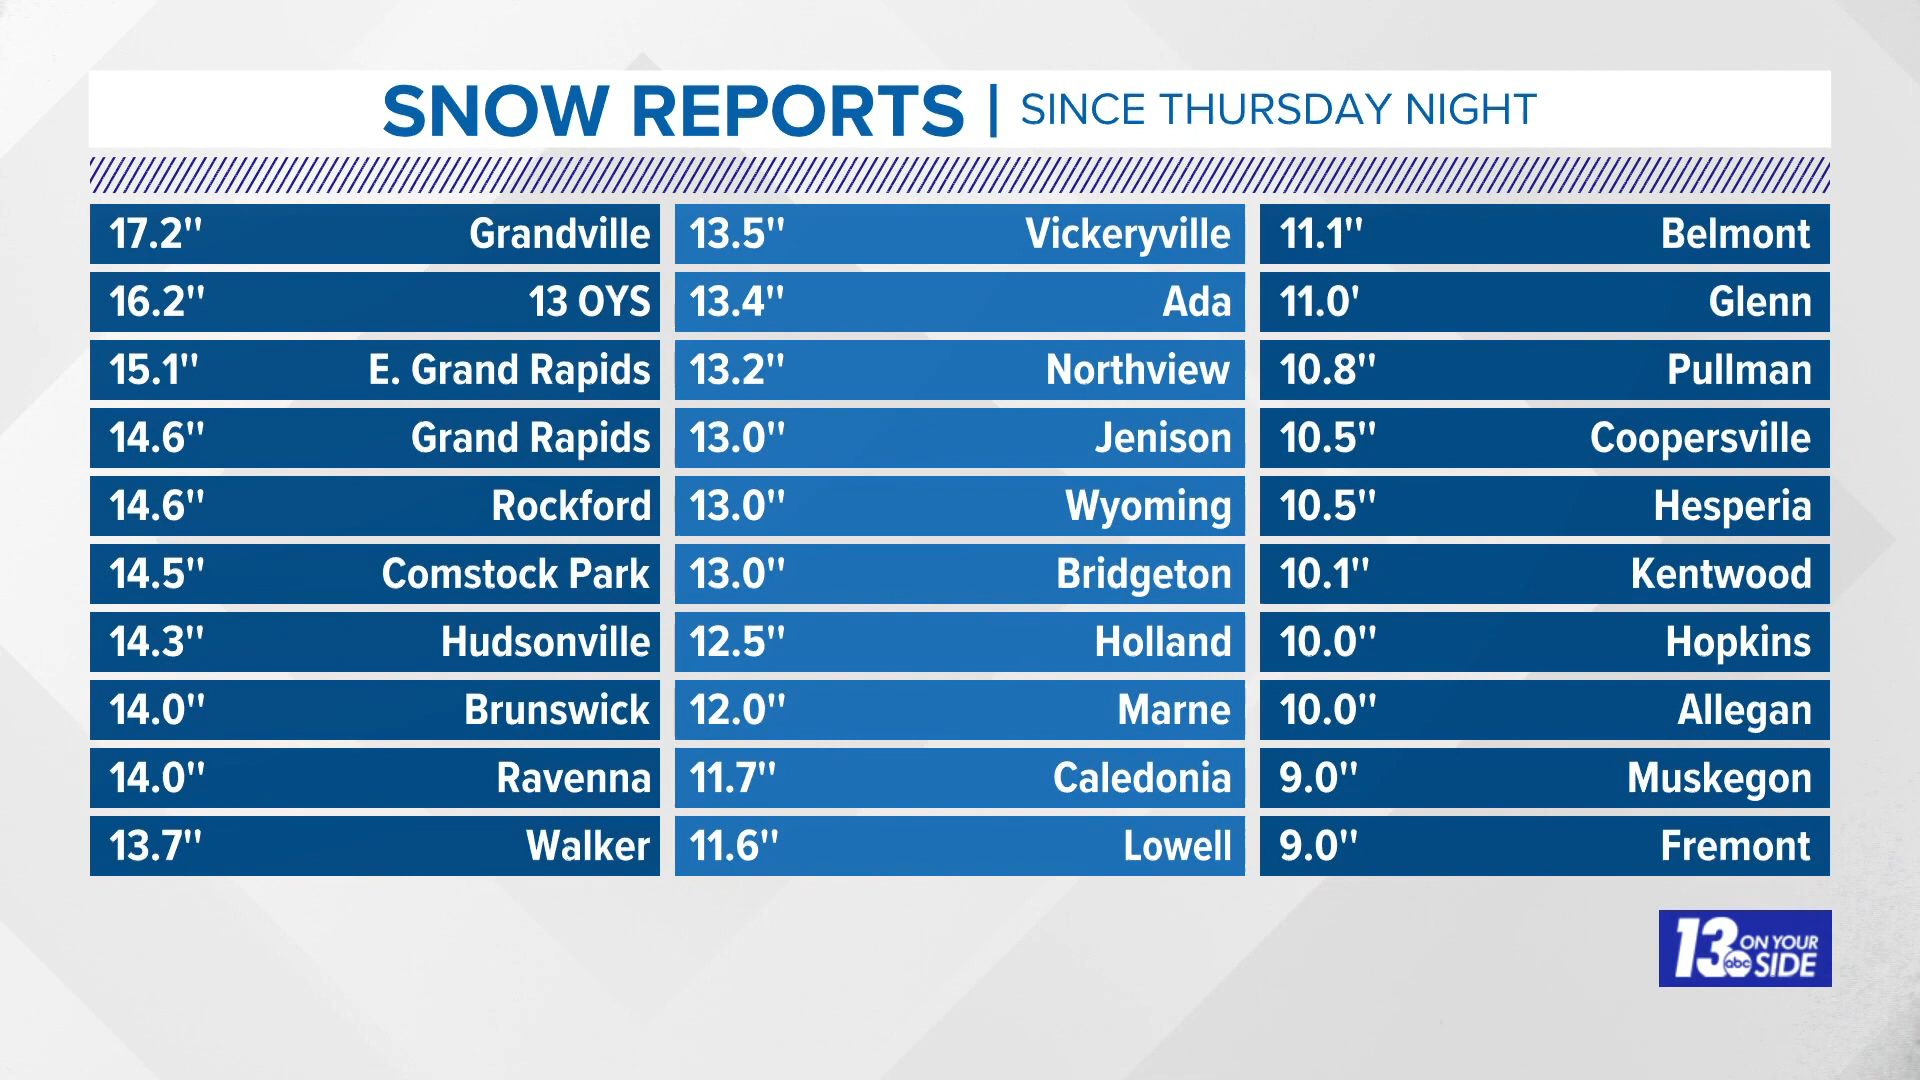 SNOW REPORTS | SINCE THURSDAY NIGHT
17.2" Grandville
16.2" 13 OYS
15.1" E. Grand Rapids
14.6" Grand Rapids
14.6" Rockford
14.5" Comstock Park
14.3" Hudsonville
14.0" Brunswick
14.0" Ravenna
13.7" Walker
13.5" Vickeryville
13.4" Ada
13.2" Northview
13.0" Jenison
13.0" Wyoming
13.0" Bridgeton
12.5" Holland
12.0" Marne
11.7" Caledonia
11.6" Lowell
11.1" Belmont
11.0' Glenn
10.8" Pullman
10.5" Coopersville
10.5" Hesperia
10.1" Kentwood
10.0" Hopkins
10.0" Allegan
9.0" Muskegon
9.0" Fremont
13 ON YOUR
abc SIDE